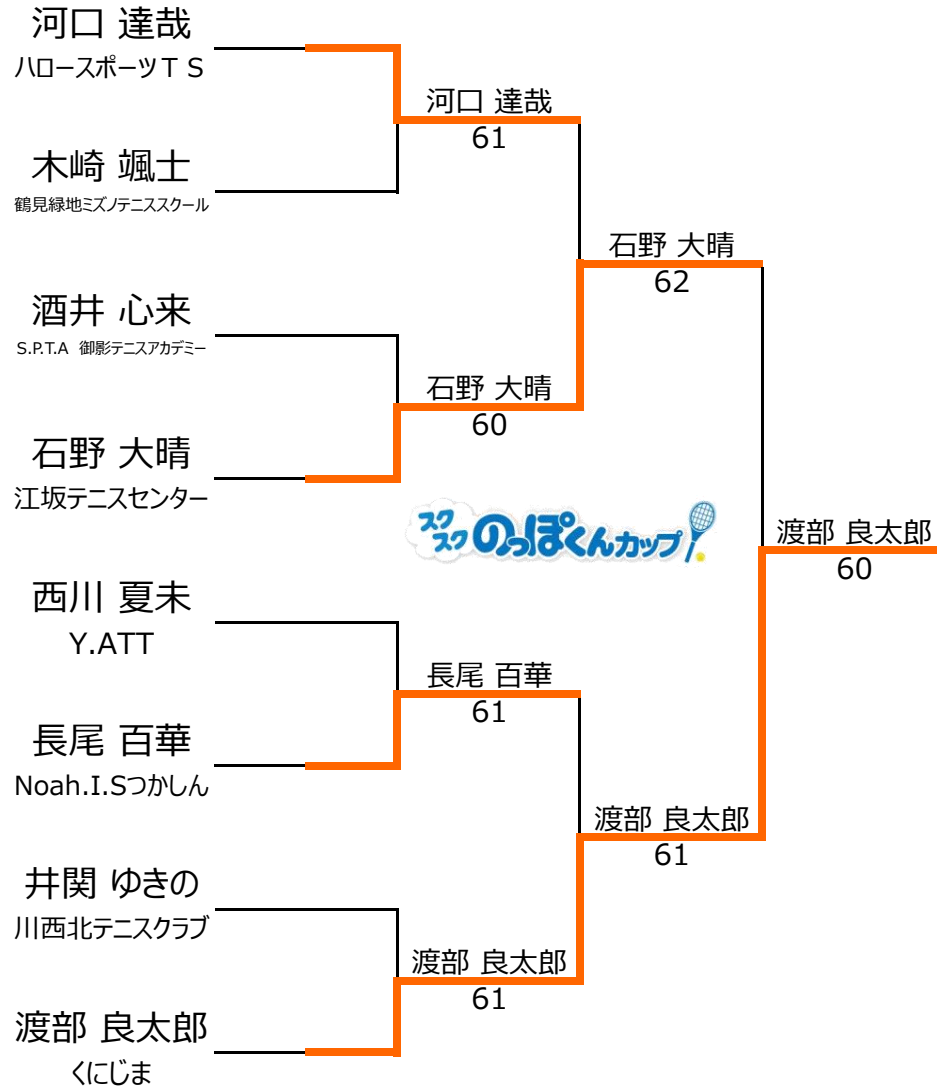 河口 達哉
ハロースポーツＴＳ
木崎 颯士
鶴見緑地ミズノテニススクール
酒井 心来
S.P.T.A 御影テニスアカデミー
石野 大晴
江坂テニスセンター
西川 夏未
Y.ATT
長尾 百華
Noah.I.Sつかしん
井関 ゆきの
川西北テニスクラブ
渡部 良太郎
くにじま
河口 達哉
61
石野 大晴
60
長尾 百華
61
渡部 良太郎
61
石野 大晴
62
渡部 良太郎
61
スクスクのっぽくんカップ
渡部 良太郎
60